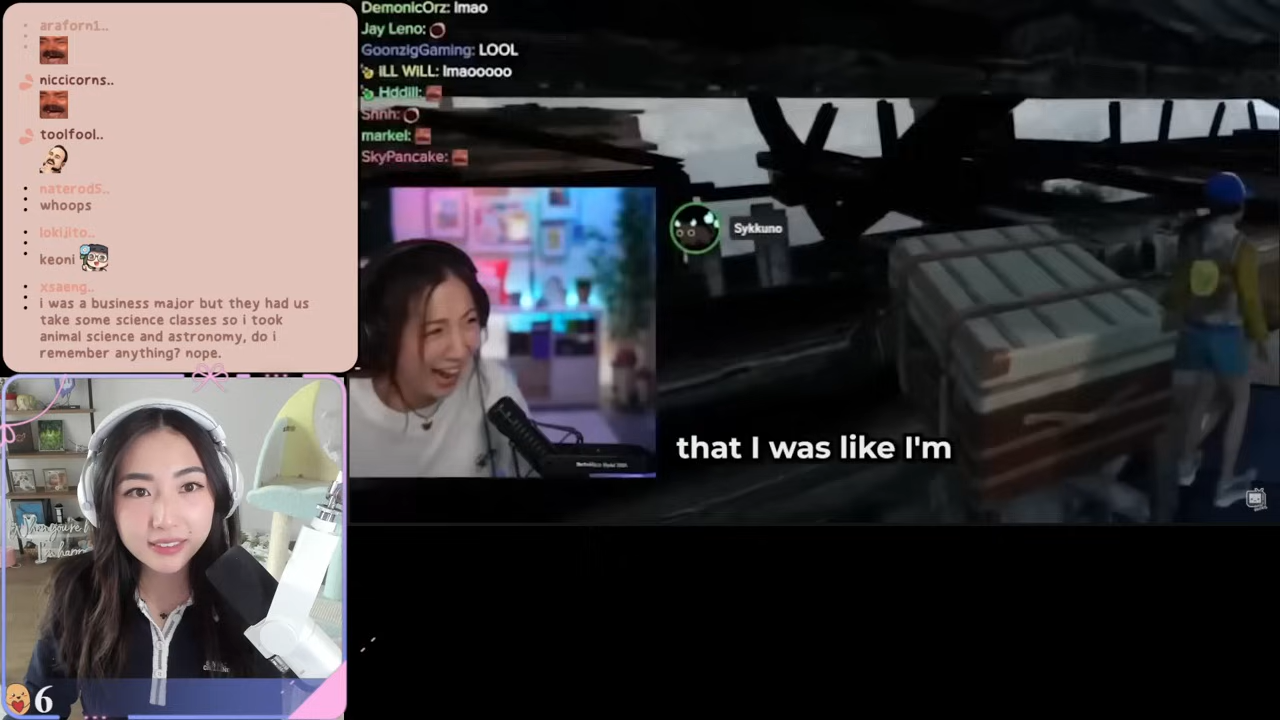 araforn1..
niccicorns..
toolfool..
naterod5..
whoops
lokijito..
keoni
xsaeng..
i was a business major but they had us
take some science classes so i took
animal science and astronomy, do i
remember anything? nope.
DemonicOrz: lmao
Jay Leno:
GoonzigGaming: LOOL
ILL WiLL: lmaooooo
Hddill:
Shhh:
markel:
SkyPancake:
Sykkuno
that I was like I'm
6